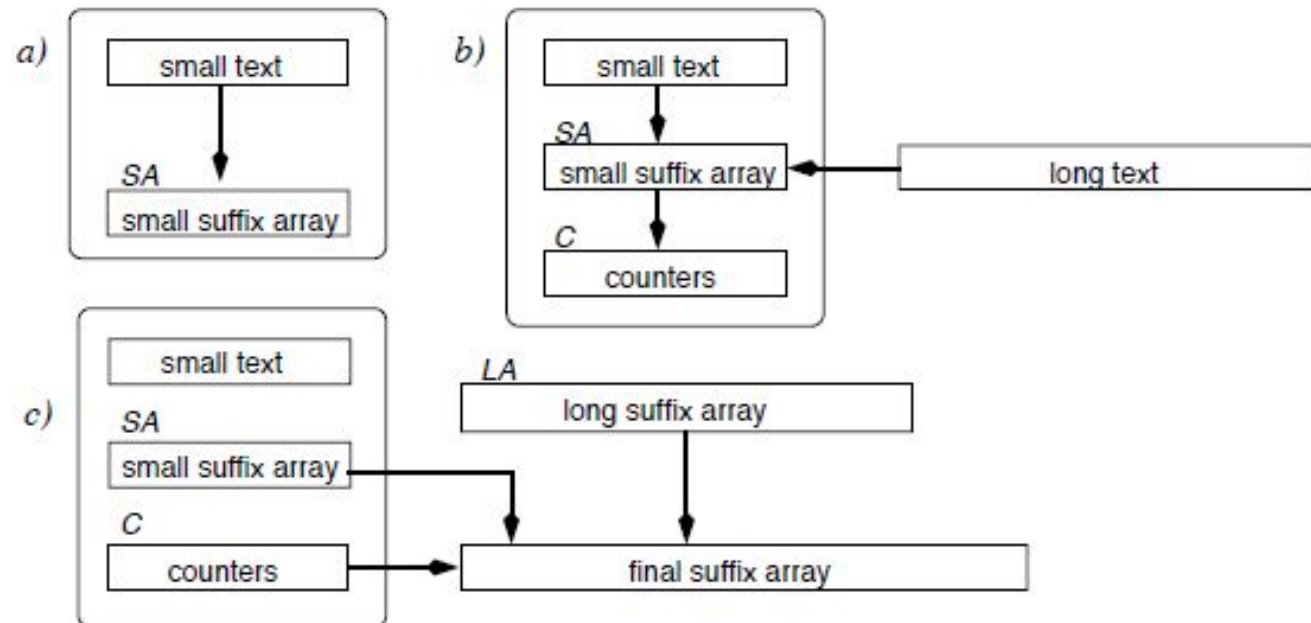 a)
small text
SA
small suffix array
b)
small text
SA
small suffix array
long text
C
counters
c)
small text
SA
small suffix array
C
counters
LA
long suffix array
final suffix array